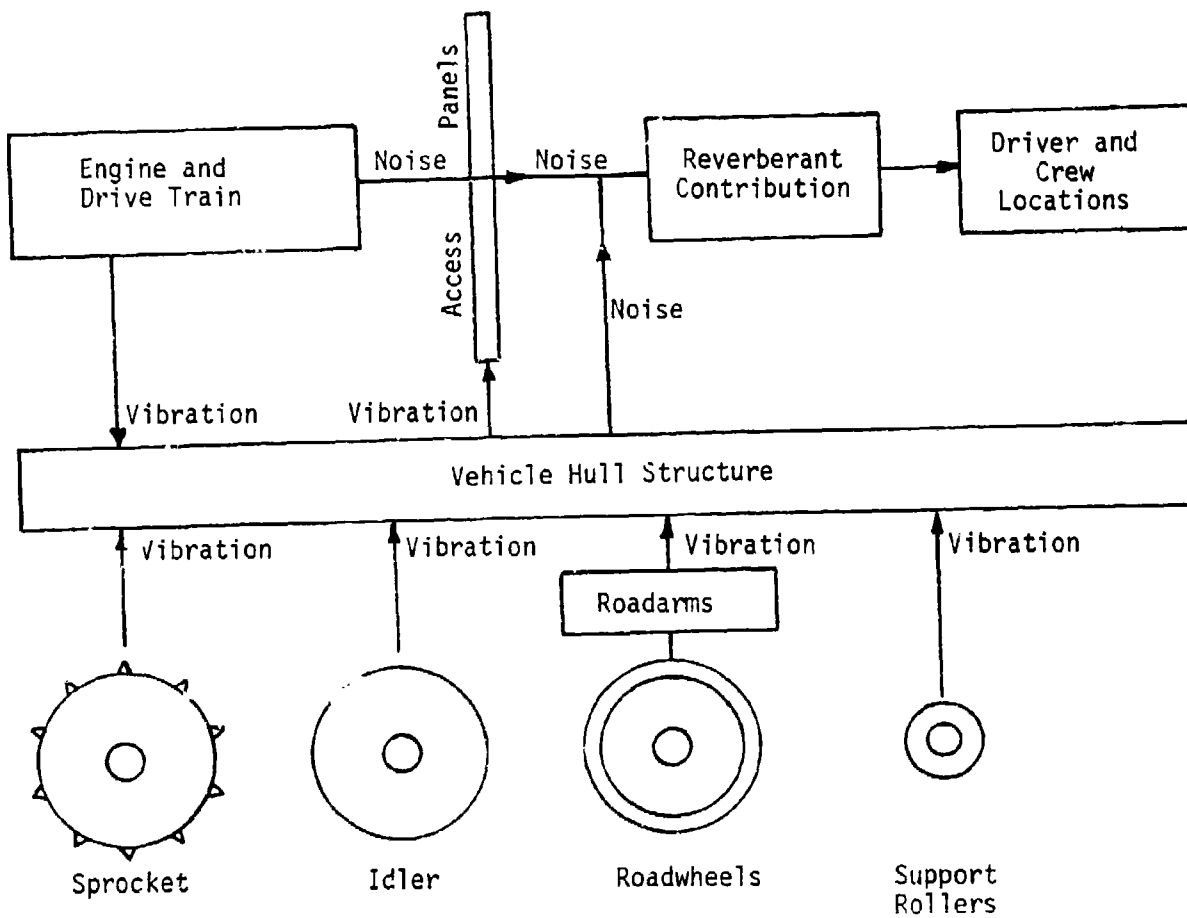 Panels
Access
Engine and
Drive Train
Noise
Noise
Reverberant
Contribution
Driver and
Crew
Locations
Noise
Vibration
Vibration
Vehicle Hull Structure
Vibration
Vibration
Vibration
Vibration
Roadarms
Sprocket
Idler
Roadwheels
Support
Rollers